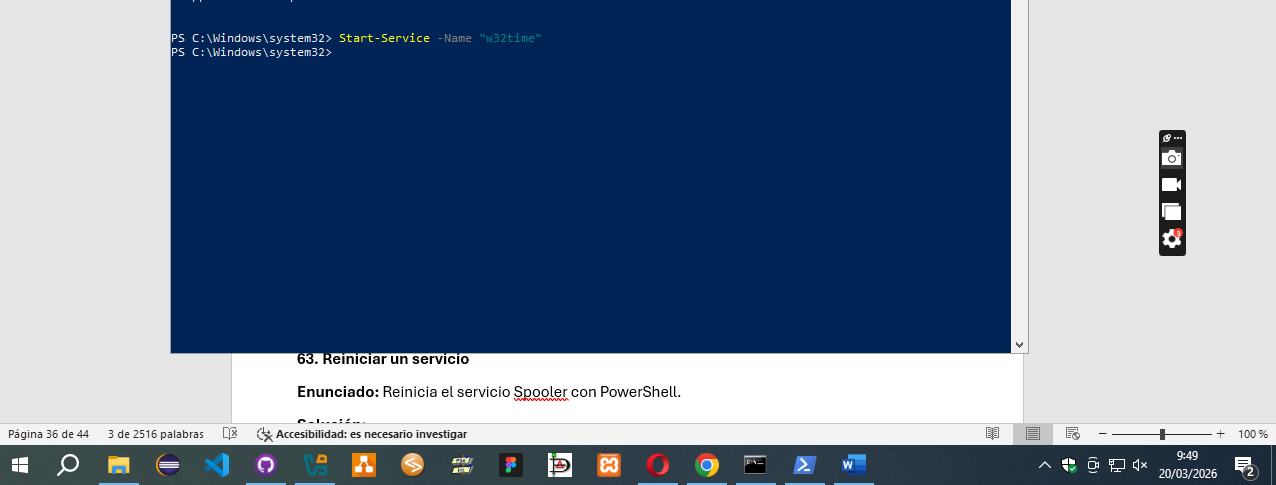 PS C:\Windows\system32> Start-Service -Name "w32time"
PS C:\Windows\system32>
3
63. Reiniciar un servicio
Enunciado: Reinicia el servicio Spooler con PowerShell.
Página 36 de 44 3 de 2516 palabras Accesibilidad: es necesario investigar 100 %
9:49
20/03/2026
2